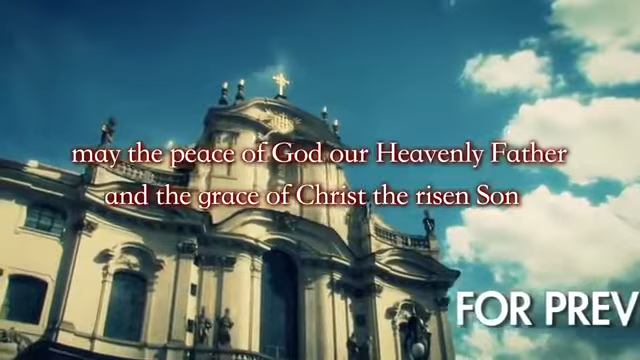 may the peace of God our Heavenly Father
and the grace of Christ the risen Son
FOR PREV